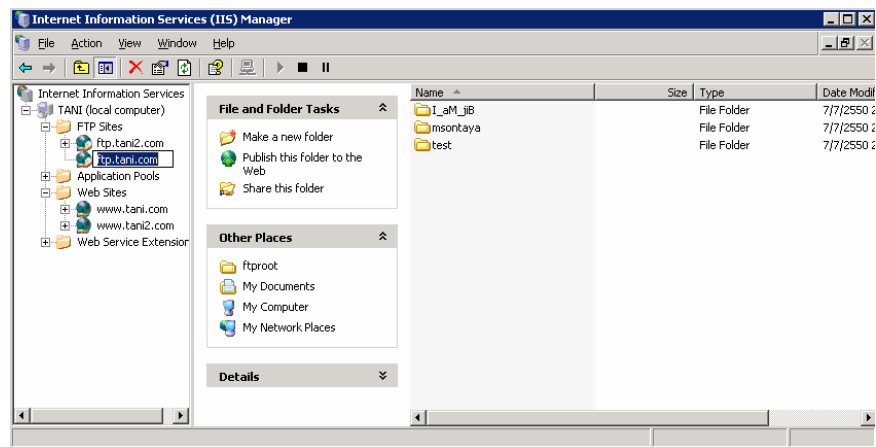 Internet Information Services (IIS) Manager
File Action View Window Help
Internet Information Services
TANI (local computer)
FTP Sites
ftp.tani2.com
ftp.tani.com
Application Pools
Web Sites
www.tani.com
www.tani2.com
Web Service Extension
File and Folder Tasks
Make a new folder
Publish this folder to the
Web
Share this folder
Other Places
ftproot
My Documents
My Computer
My Network Places
Details
Name Size Type Date Modif
I_aM_jiB File Folder 7/7/2550 2
msontaya File Folder 7/7/2550 2
test File Folder 7/7/2550 2